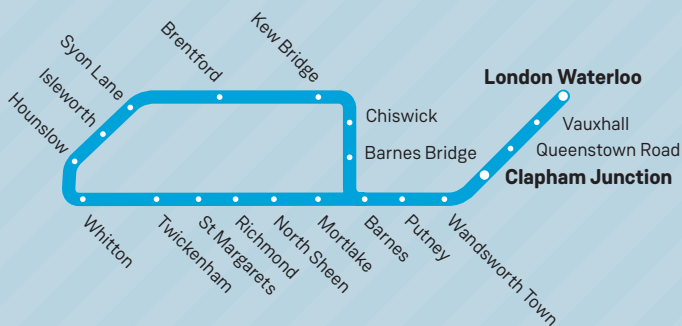 Kew Bridge
Brentford
Syon Lane
Isleworth
Hounslow
London Waterloo
Chiswick
Vauxhall
Barnes Bridge
Queenstown Road
Clapham Junction
Whitton
Twickenham
St Margarets
Richmond
North Sheen
Mortlake
Barnes
Putney
Wandsworth Town